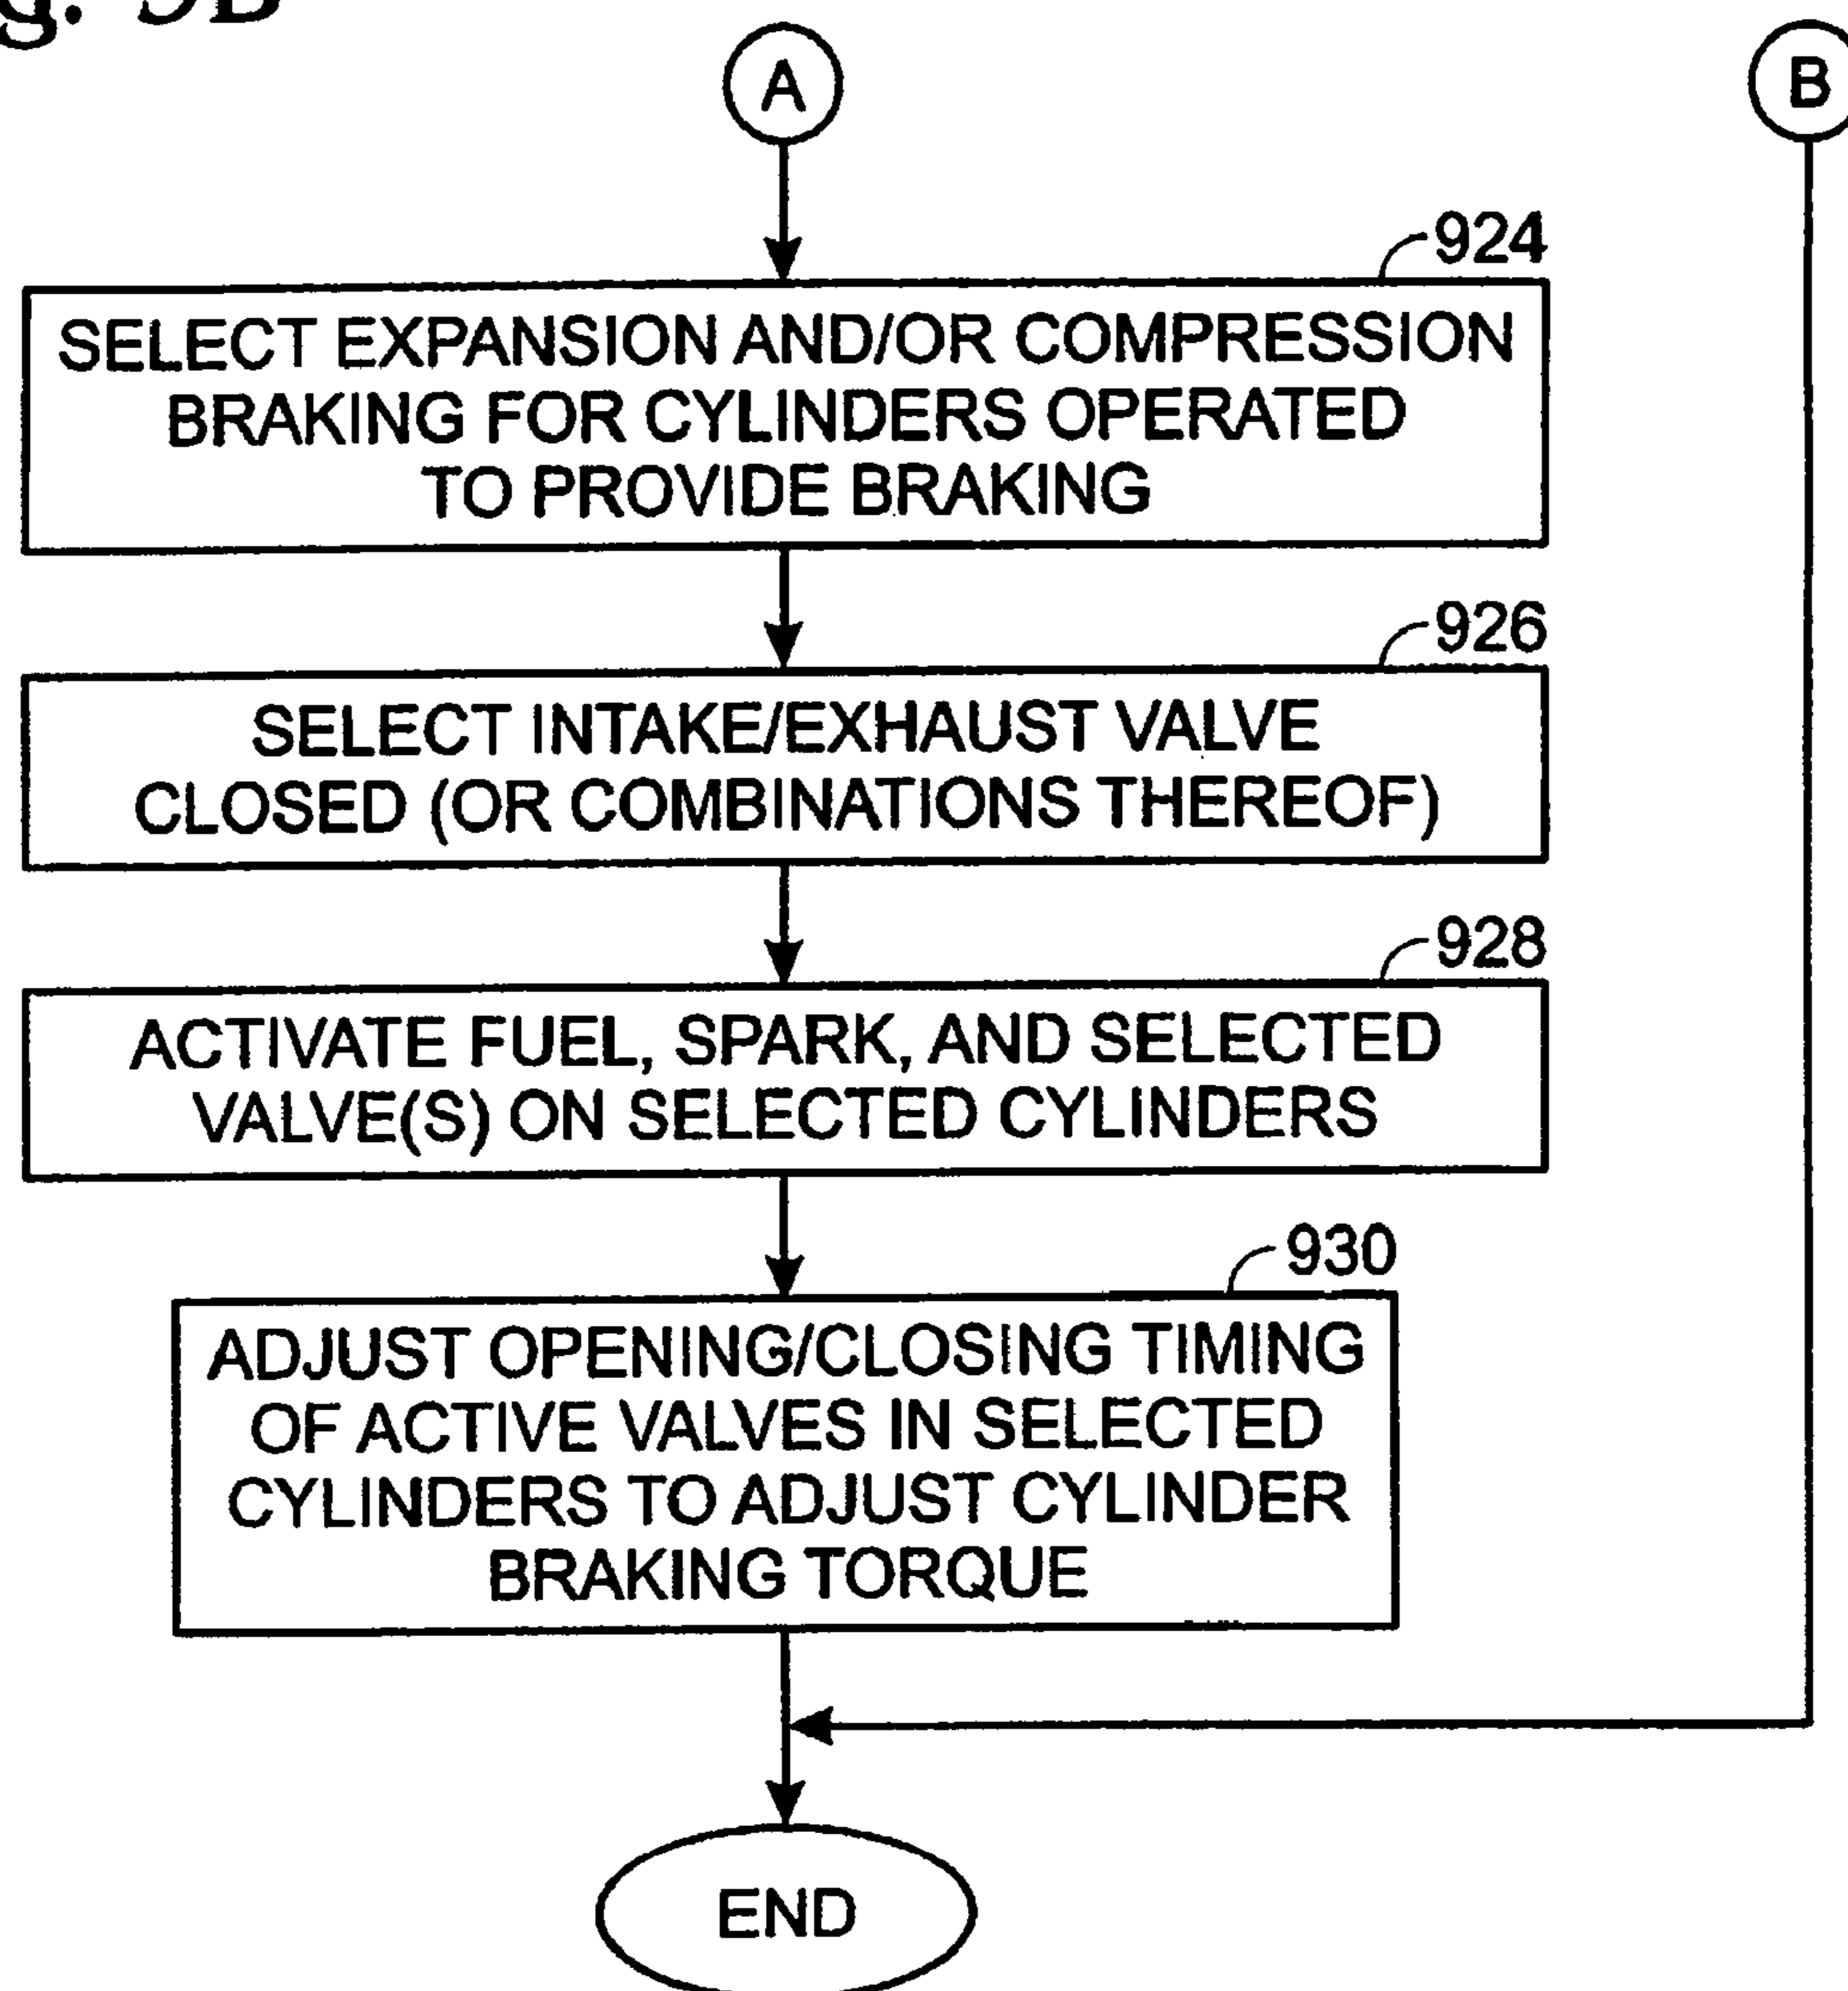 A
B
924
SELECT EXPANSION AND/OR COMPRESSION
BRAKING FOR CYLINDERS OPERATED
TO PROVIDE BRAKING
926
SELECT INTAKE/EXHAUST VALVE
CLOSED (OR COMBINATIONS THEREOF)
928
ACTIVATE FUEL, SPARK, AND SELECTED
VALVE(S) ON SELECTED CYLINDERS
930
ADJUST OPENING/CLOSING TIMING
OF ACTIVE VALVES IN SELECTED
CYLINDERS TO ADJUST CYLINDER
BRAKING TORQUE
END